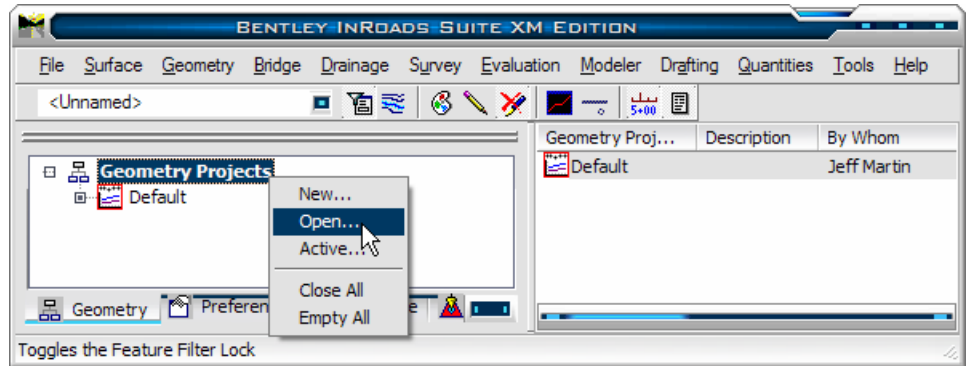 BENTLEY INROADS SUITE XM EDITION
File Surface Geometry Bridge Drainage Survey Evaluation Modeler Drafting Quantities Tools Help
<Unnamed>
5+00
Geometry Proj... Description By Whom
Default Jeff Martin
Geometry Projects
Default
New...
Open...
Active...
Close All
Empty All
Geometry Preferen e
Toggles the Feature Filter Lock